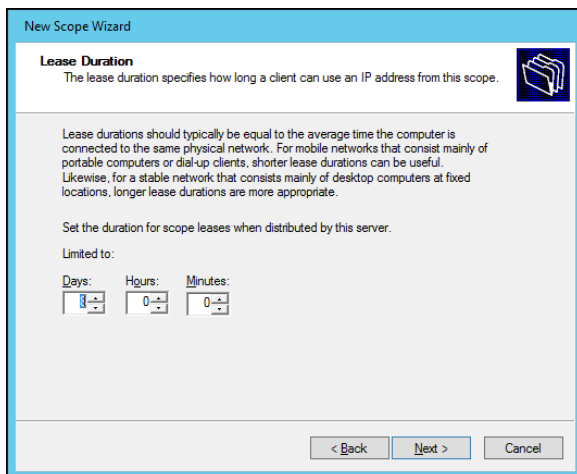 New Scope Wizard
Lease Duration
The lease duration specifies how long a client can use an IP address from this scope.
Lease durations should typically be equal to the average time the computer is
connected to the same physical network. For mobile networks that consist mainly of
portable computers or dial-up clients, shorter lease durations can be useful.
Likewise, for a stable network that consists mainly of desktop computers at fixed
locations, longer lease durations are more appropriate.
Set the duration for scope leases when distributed by this server.
Limited to:
Days: Hours: Minutes:
0 0
< Back Next > Cancel